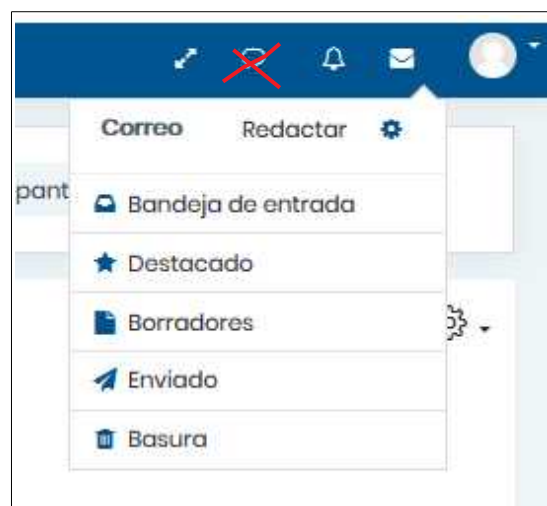 Correo Redactar
pant
Bandeja de entrada
Destacado
Borradores
Enviado
Basura